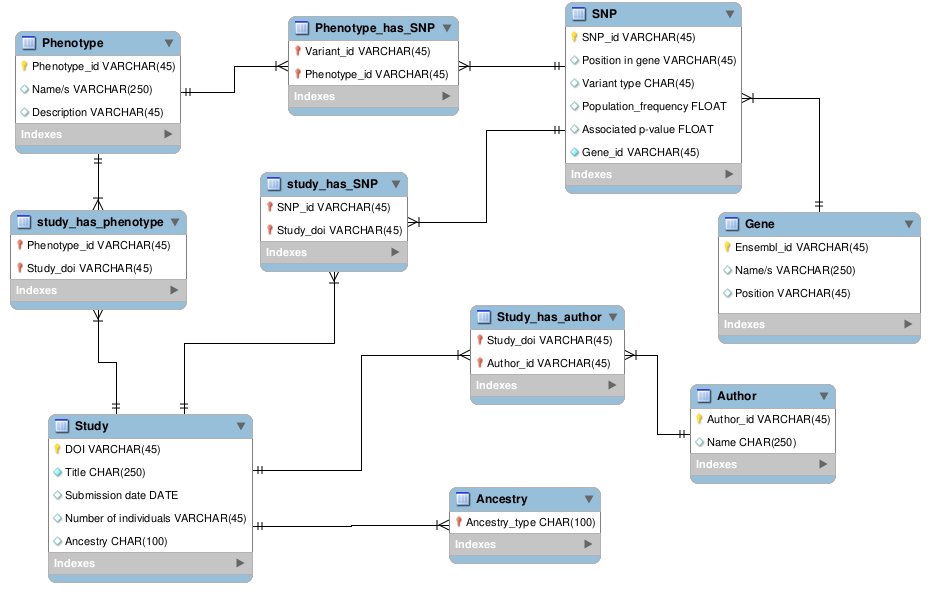 Phenotype
Phenotype_id VARCHAR(45)
Name/s VARCHAR(250)
Description VARCHAR(45)
Indexes
Phenotype_has_SNP
Variant_id VARCHAR(45)
Phenotype_id VARCHAR(45)
Indexes
SNP
SNP_id VARCHAR(45)
Position in gene VARCHAR(45)
Variant type CHAR(45)
Population_frequency FLOAT
Associated p-value FLOAT
Gene_id VARCHAR(45)
Indexes
study_has_phenotype
Phenotype_id VARCHAR(45)
Study_doi VARCHAR(45)
Indexes
study_has_SNP
SNP_id VARCHAR(45)
Study_doi VARCHAR(45)
Indexes
Gene
Ensembl_id VARCHAR(45)
Name/s VARCHAR(250)
Position VARCHAR(45)
Indexes
Study_has_author
Study_doi VARCHAR(45)
Author_id VARCHAR(45)
Indexes
Author
Author_id VARCHAR(45)
Name CHAR(250)
Indexes
Study
DOI VARCHAR(45)
Title CHAR(250)
Submission date DATE
Number of individuals VARCHAR(45)
Ancestry CHAR(100)
Indexes
Ancestry
Ancestry_type CHAR(100)
Indexes